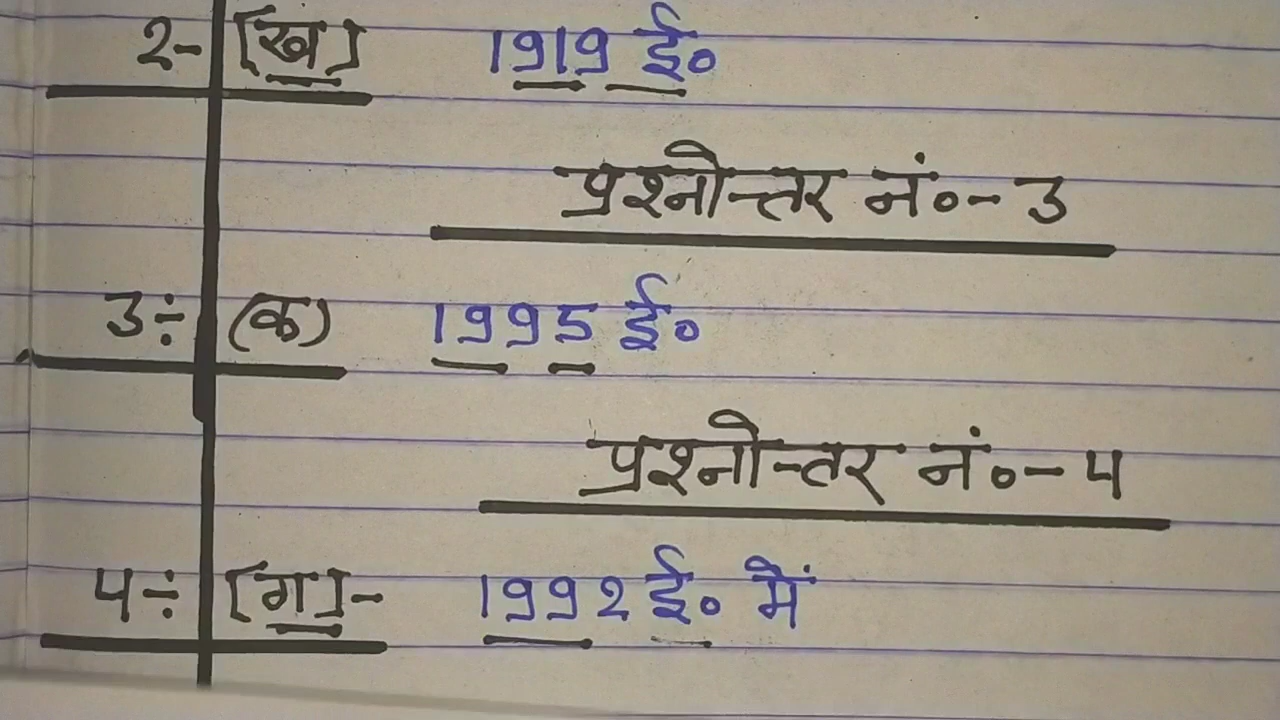 2- [ख] 1919 ई०
प्रश्नोत्तर नं०- 3
3÷ (क) 1995 ई०
प्रश्नोत्तर नं०- 4
4÷ [ग]- 1992 ई० में